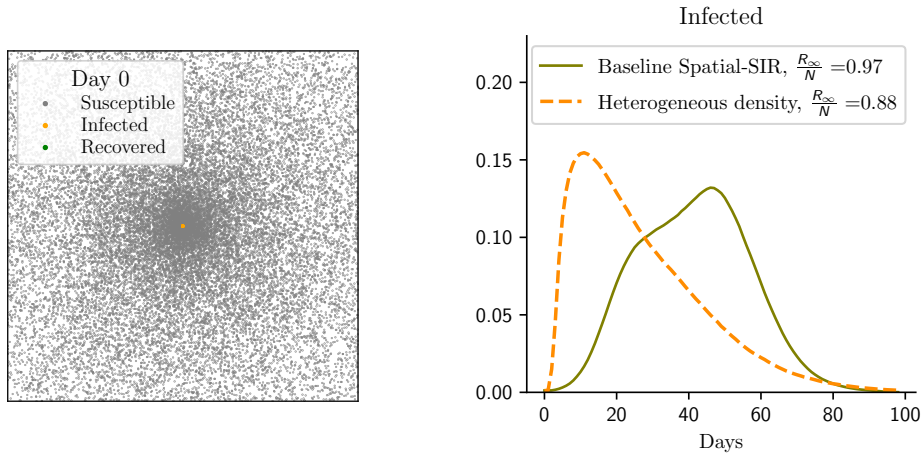 Day 0
Susceptible
Infected
Recovered
Infected
Baseline Spatial-SIR, R∞/N =0.97
Heterogeneous density, R∞/N =0.88
0.20
0.15
0.10
0.05
0.00
0 20 40 60 80 100
Days